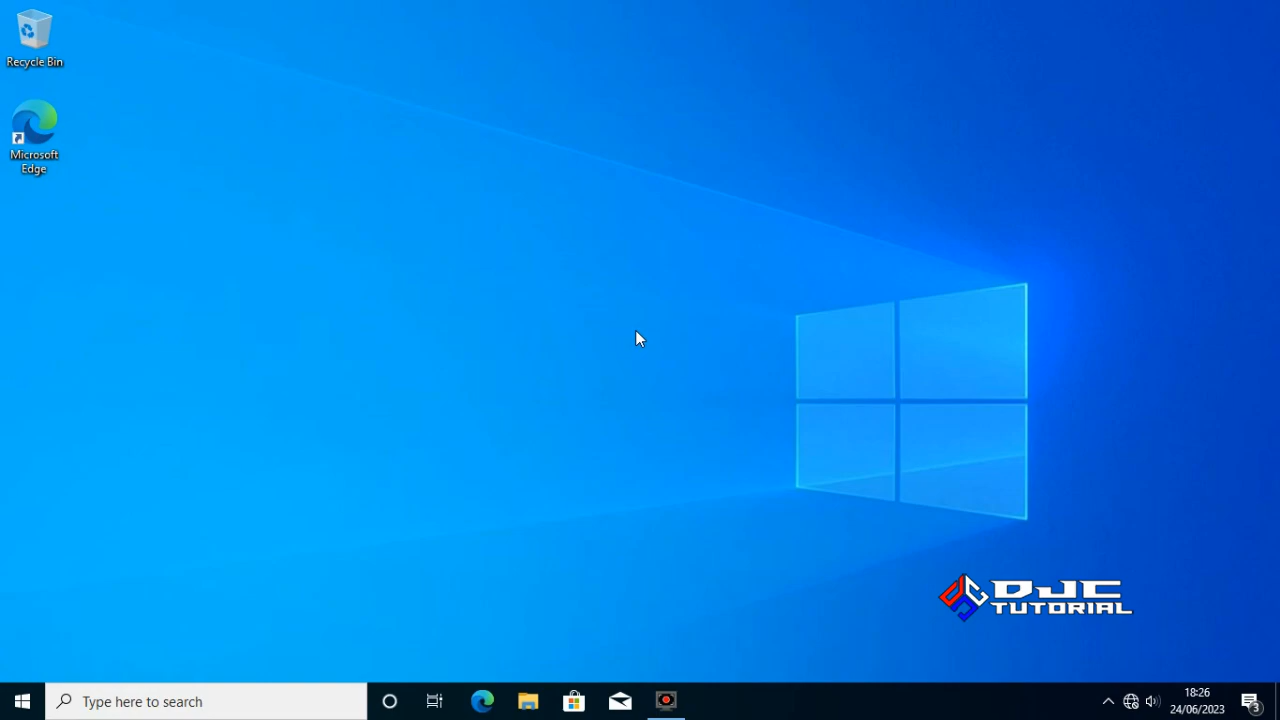 Recycle Bin
Microsoft
Edge
DJC
TUTORIAL
Type here to search
18:26
24/06/2023
3